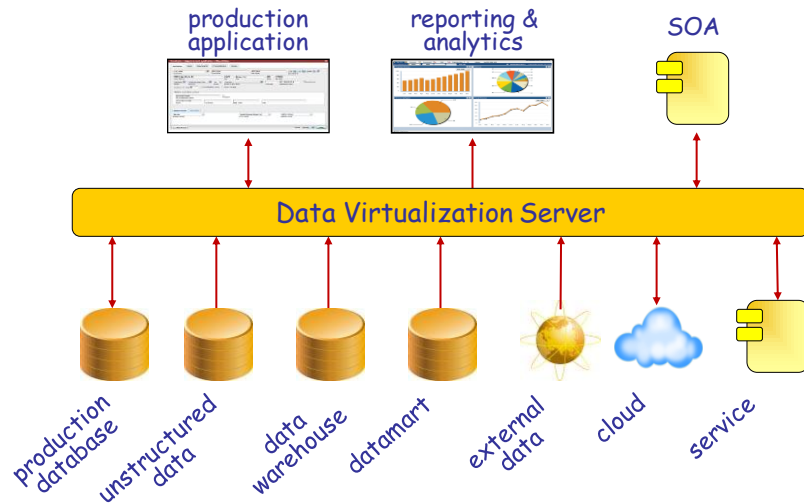 production
application
reporting &
analytics
SOA
Data Virtualization Server
production
database
unstructured
data
data
warehouse
datamart
external
data
cloud
service